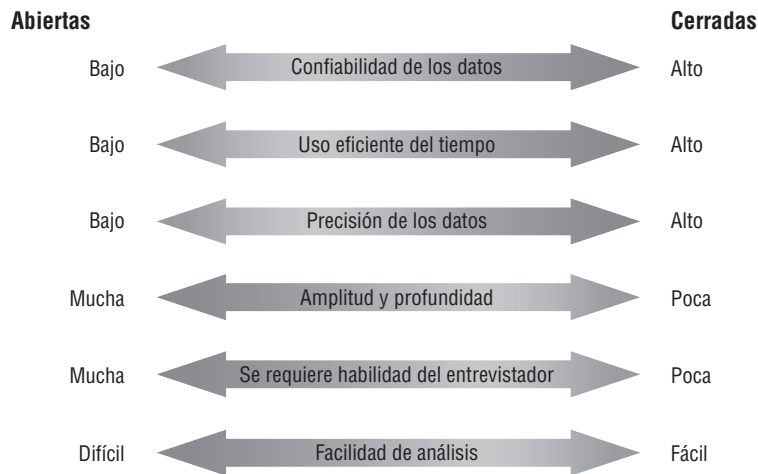 Abiertas Cerradas
Bajo Confiabilidad de los datos Alto
Bajo Uso eficiente del tiempo Alto
Bajo Precisión de los datos Alto
Mucha Amplitud y profundidad Poca
Mucha Se requiere habilidad del entrevistador Poca
Difícil Facilidad de análisis Fácil